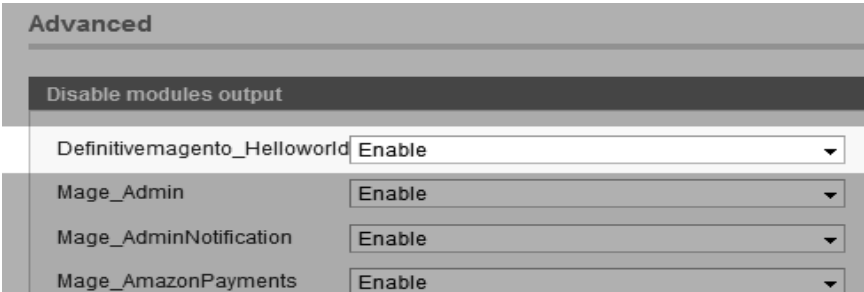 Advanced
Disable modules output
Definitivemagento_Helloworld Enable
Mage_Admin Enable
Mage_AdminNotification Enable
Mage_AmazonPayments Enable